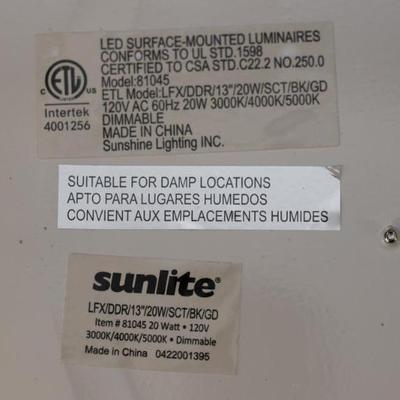 LED SURFACE-MOUNTED LUMINAIRES
CONFORMS TO UL STD.1598
CERTIFIED TO CSA STD.C22.2 NO.250.0
Model:81045
ETL Model:LFX/DDR/13"/20W/SCT/BK/GD
120V AC 60Hz 20W 3000K/4000K/5000K
DIMMABLE
MADE IN CHINA
Sunshine Lighting INC.
C ETL US
Intertek
4001256
SUITABLE FOR DAMP LOCATIONS
APTO PARA LUGARES HUMEDOS
CONVIENT AUX EMPLACEMENTS HUMIDES
sunlite®
LFX/DDR/13"/20W/SCT/BK/GD
Item # 81045 20 Watt • 120V
3000K/4000K/5000K • Dimmable
Made in China 0422001395